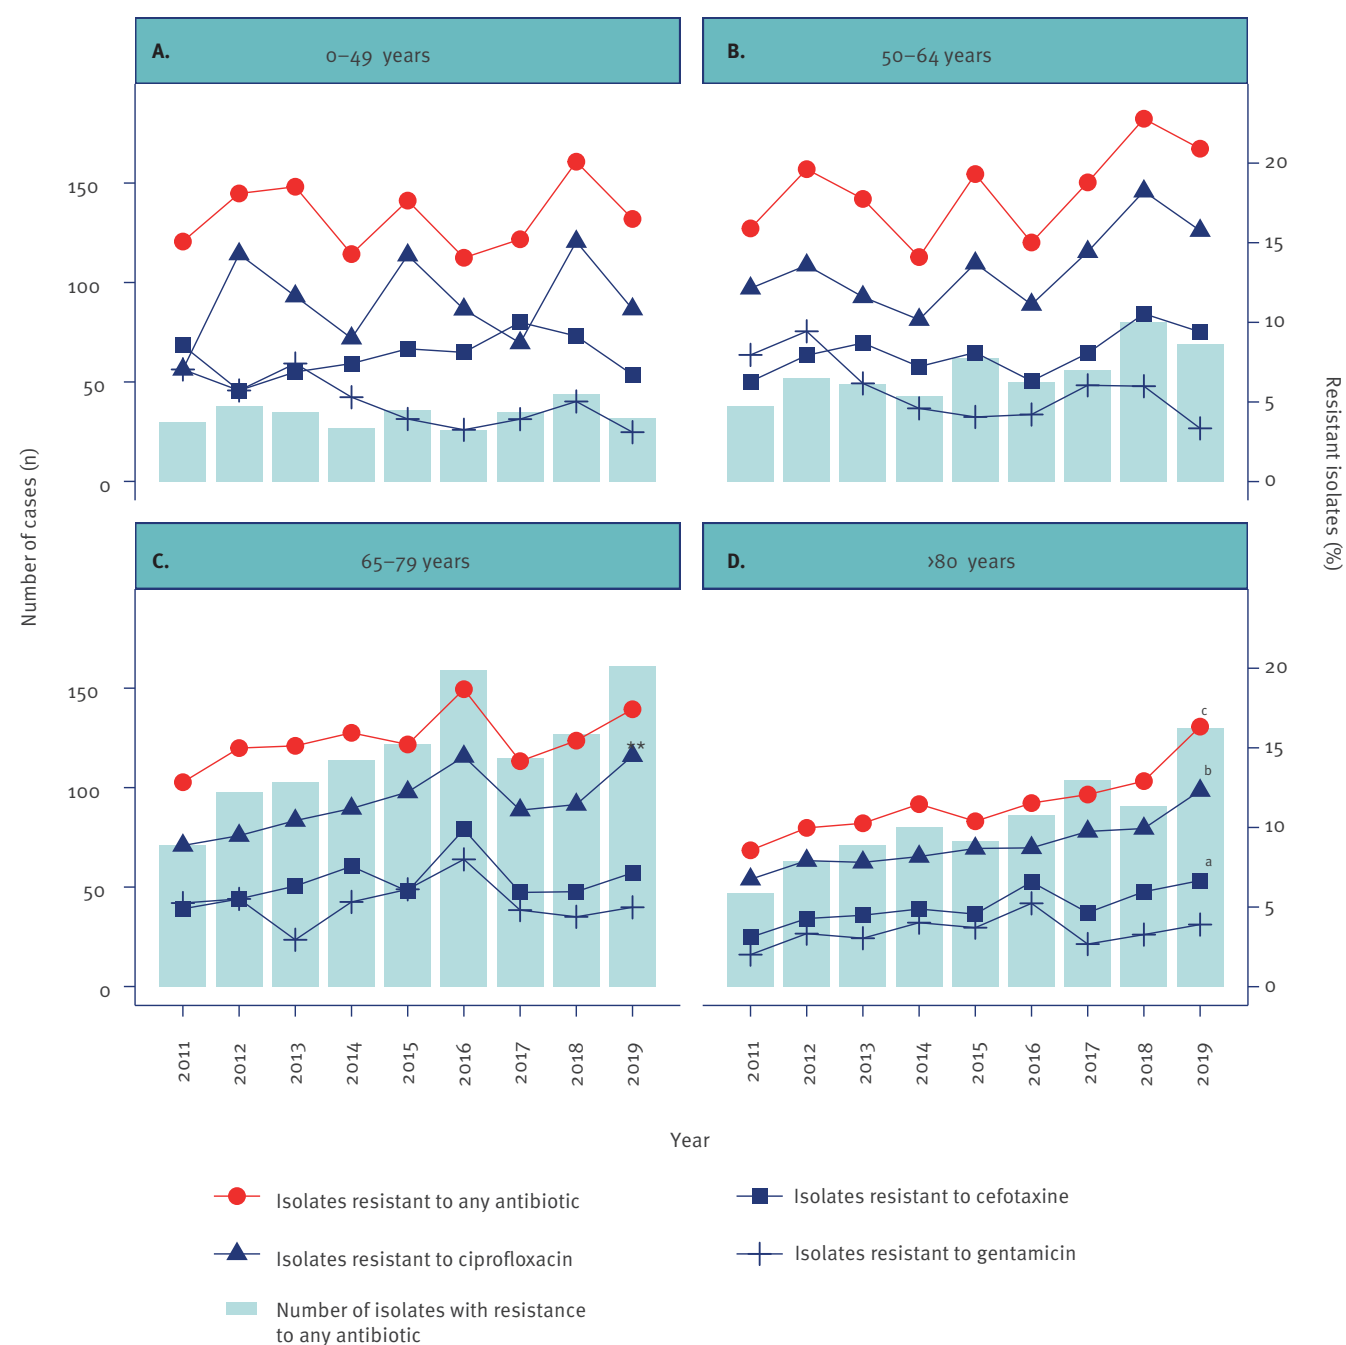 A. 0–49 years
B. 50–64 years
150
100
50
0
20
15
10
5
0
Number of cases (n)
Resistant isolates (%)
C. 65–79 years
D. >80 years
150
100
50
0
**
c
b
a
20
15
10
5
0
2011
2012
2013
2014
2015
2016
2017
2018
2019
2011
2012
2013
2014
2015
2016
2017
2018
2019
Year
Isolates resistant to any antibiotic
Isolates resistant to cefotaxine
Isolates resistant to ciprofloxacin
Isolates resistant to gentamicin
Number of isolates with resistance
to any antibiotic